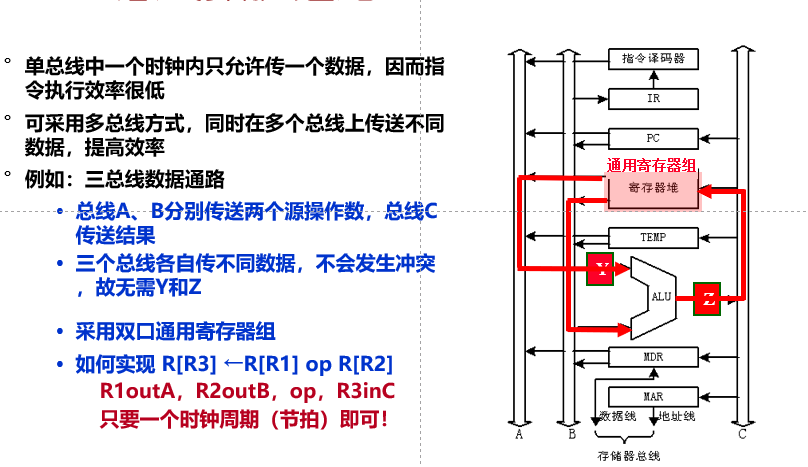 单总线中一个时钟内只允许传一个数据，因而指
令执行效率很低
可采用多总线方式，同时在多个总线上传送不同
数据，提高效率
例如：三总线数据通路
• 总线A、B分别传送两个源操作数，总线C
传送结果
• 三个总线各自传不同数据，不会发生冲突
，故无需Y和Z
• 采用双口通用寄存器组
• 如何实现 R[R3] ←R[R1] op R[R2]
R1outA，R2outB，op，R3inC
只要一个时钟周期（节拍）即可！
指令译码器
IR
PC
通用寄存器组
寄存器堆
TEMP
Y
ALU
Z
MDR
MAR
数据线 地址线
A B C
存储器总线